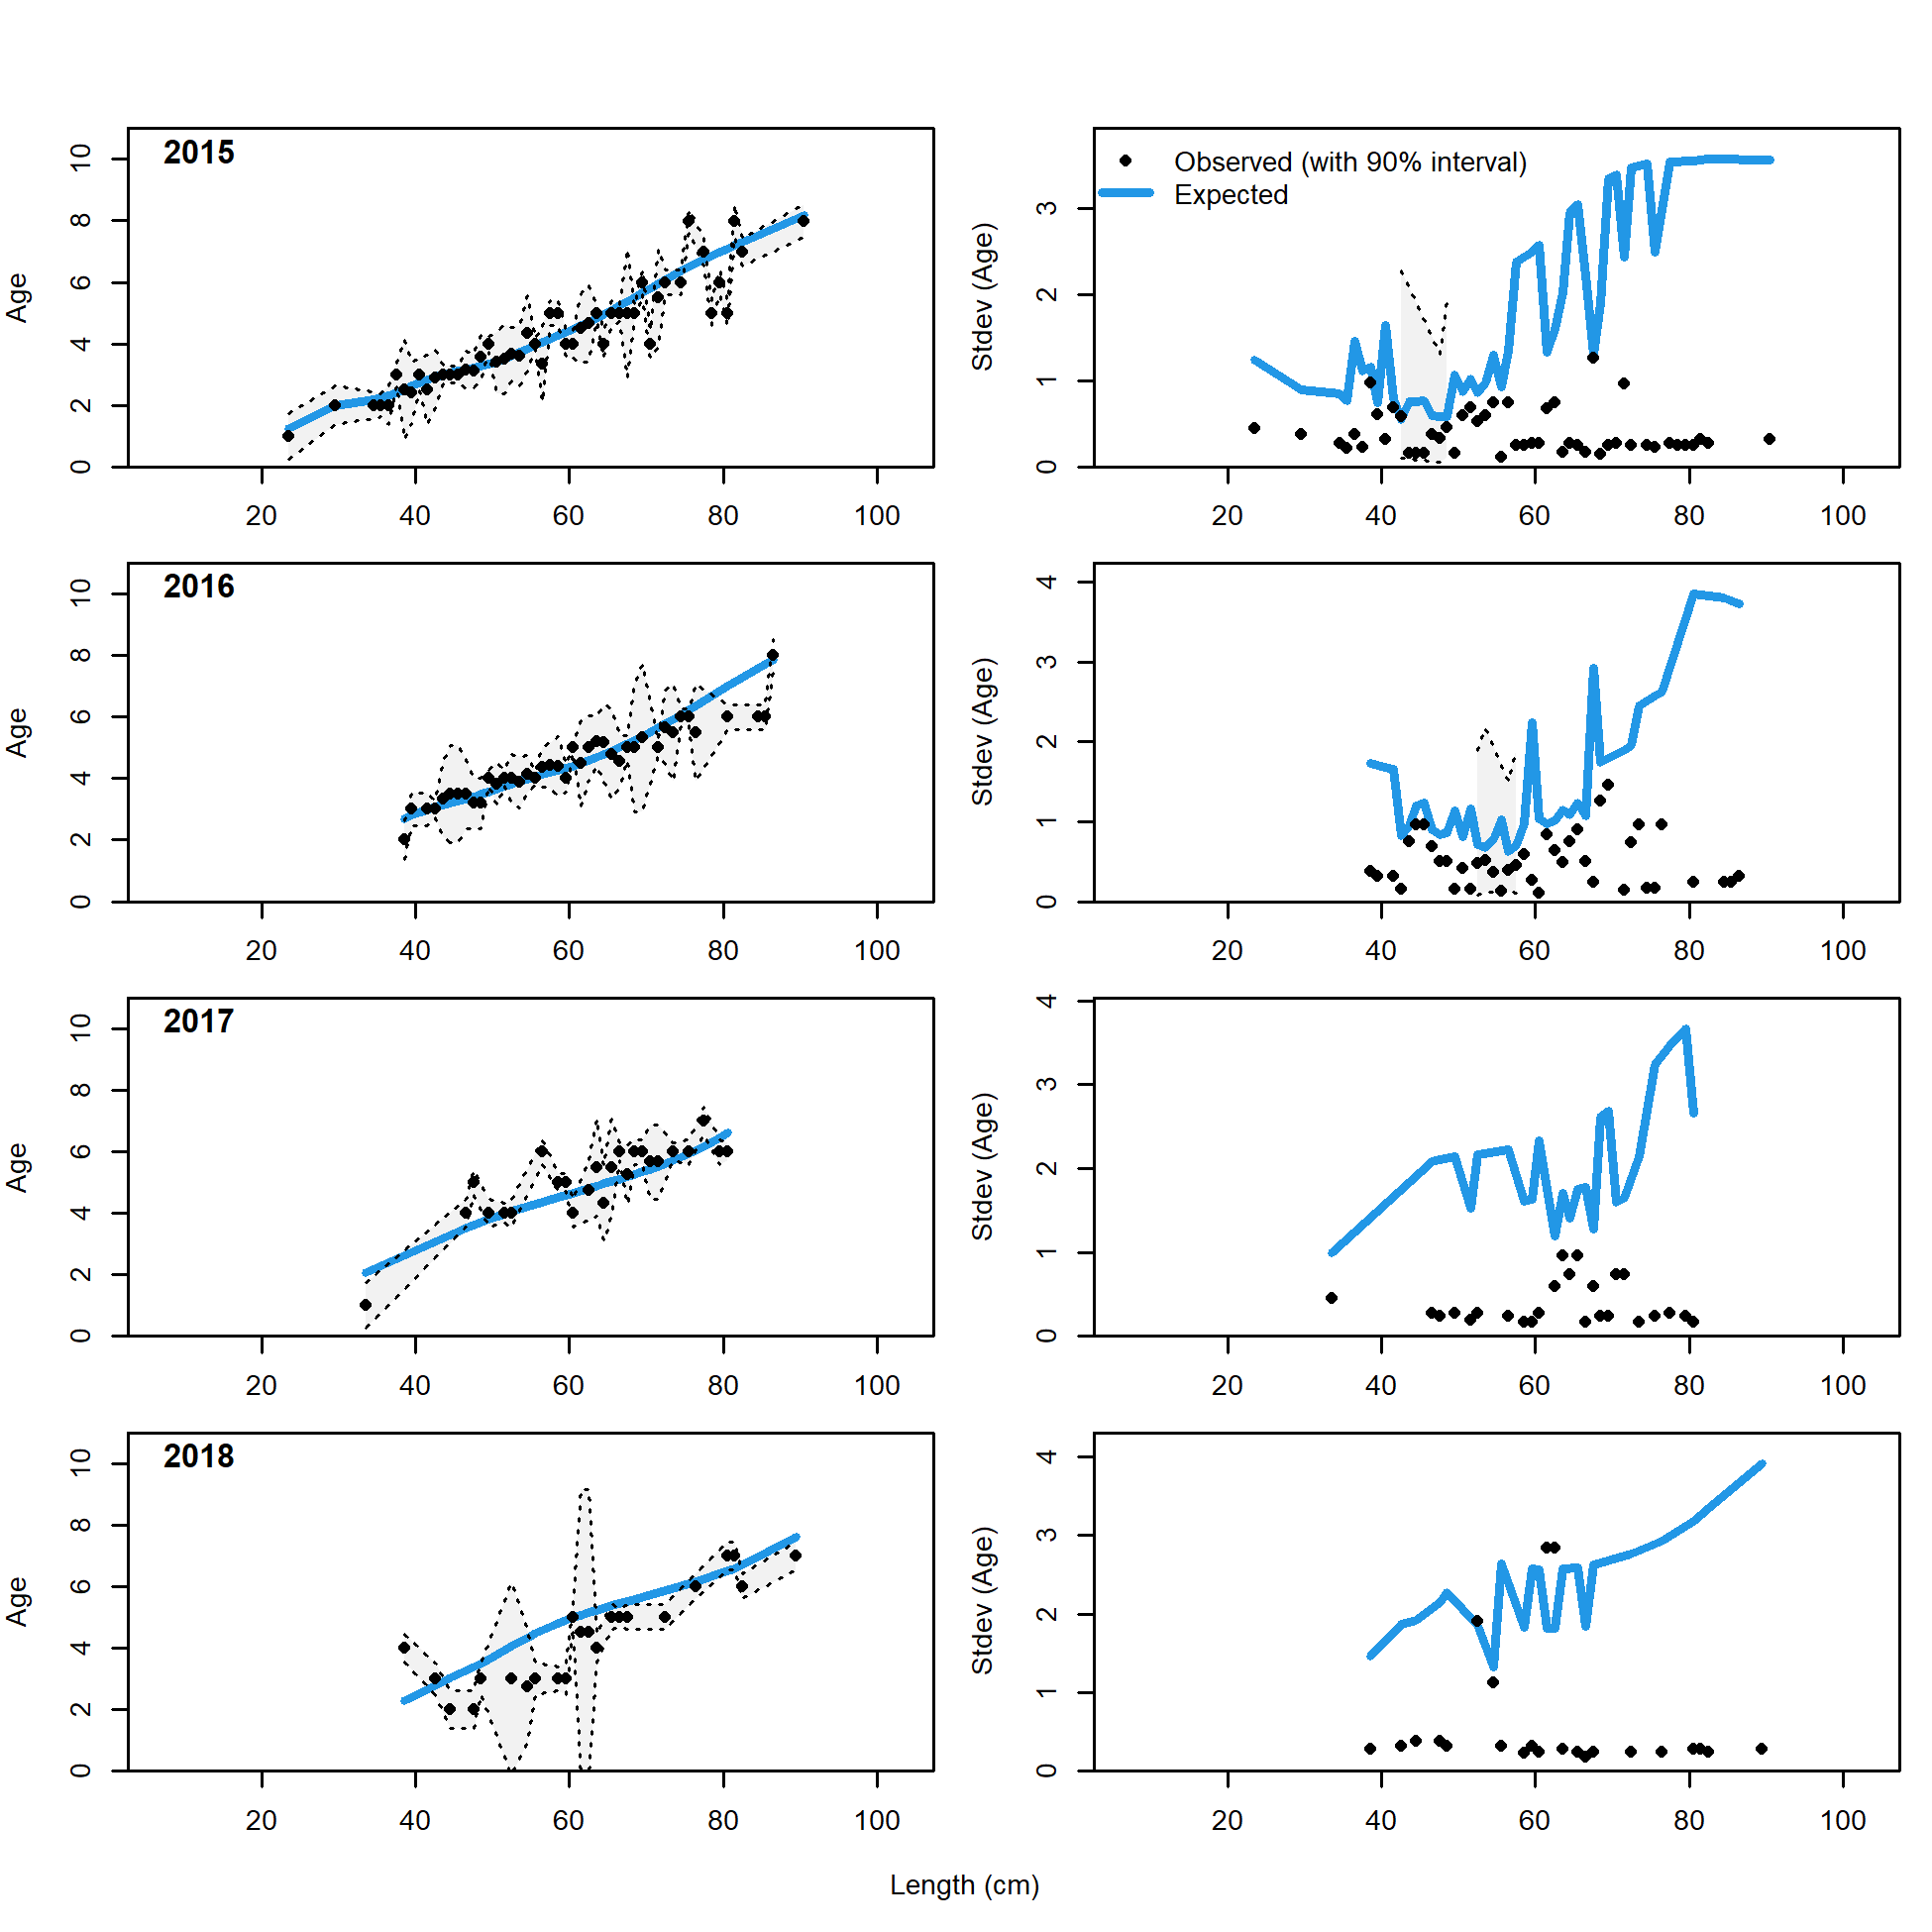 2015
Age
0 2 4 6 8 10
20 40 60 80 100
Observed (with 90% interval)
Expected
Stdev (Age)
0 1 2 3
20 40 60 80 100
2016
Age
0 2 4 6 8 10
20 40 60 80 100
Stdev (Age)
0 1 2 3 4
20 40 60 80 100
2017
Age
0 2 4 6 8 10
20 40 60 80 100
Stdev (Age)
0 1 2 3 4
20 40 60 80 100
2018
Age
0 2 4 6 8 10
20 40 60 80 100
Stdev (Age)
0 1 2 3 4
20 40 60 80 100
Length (cm)